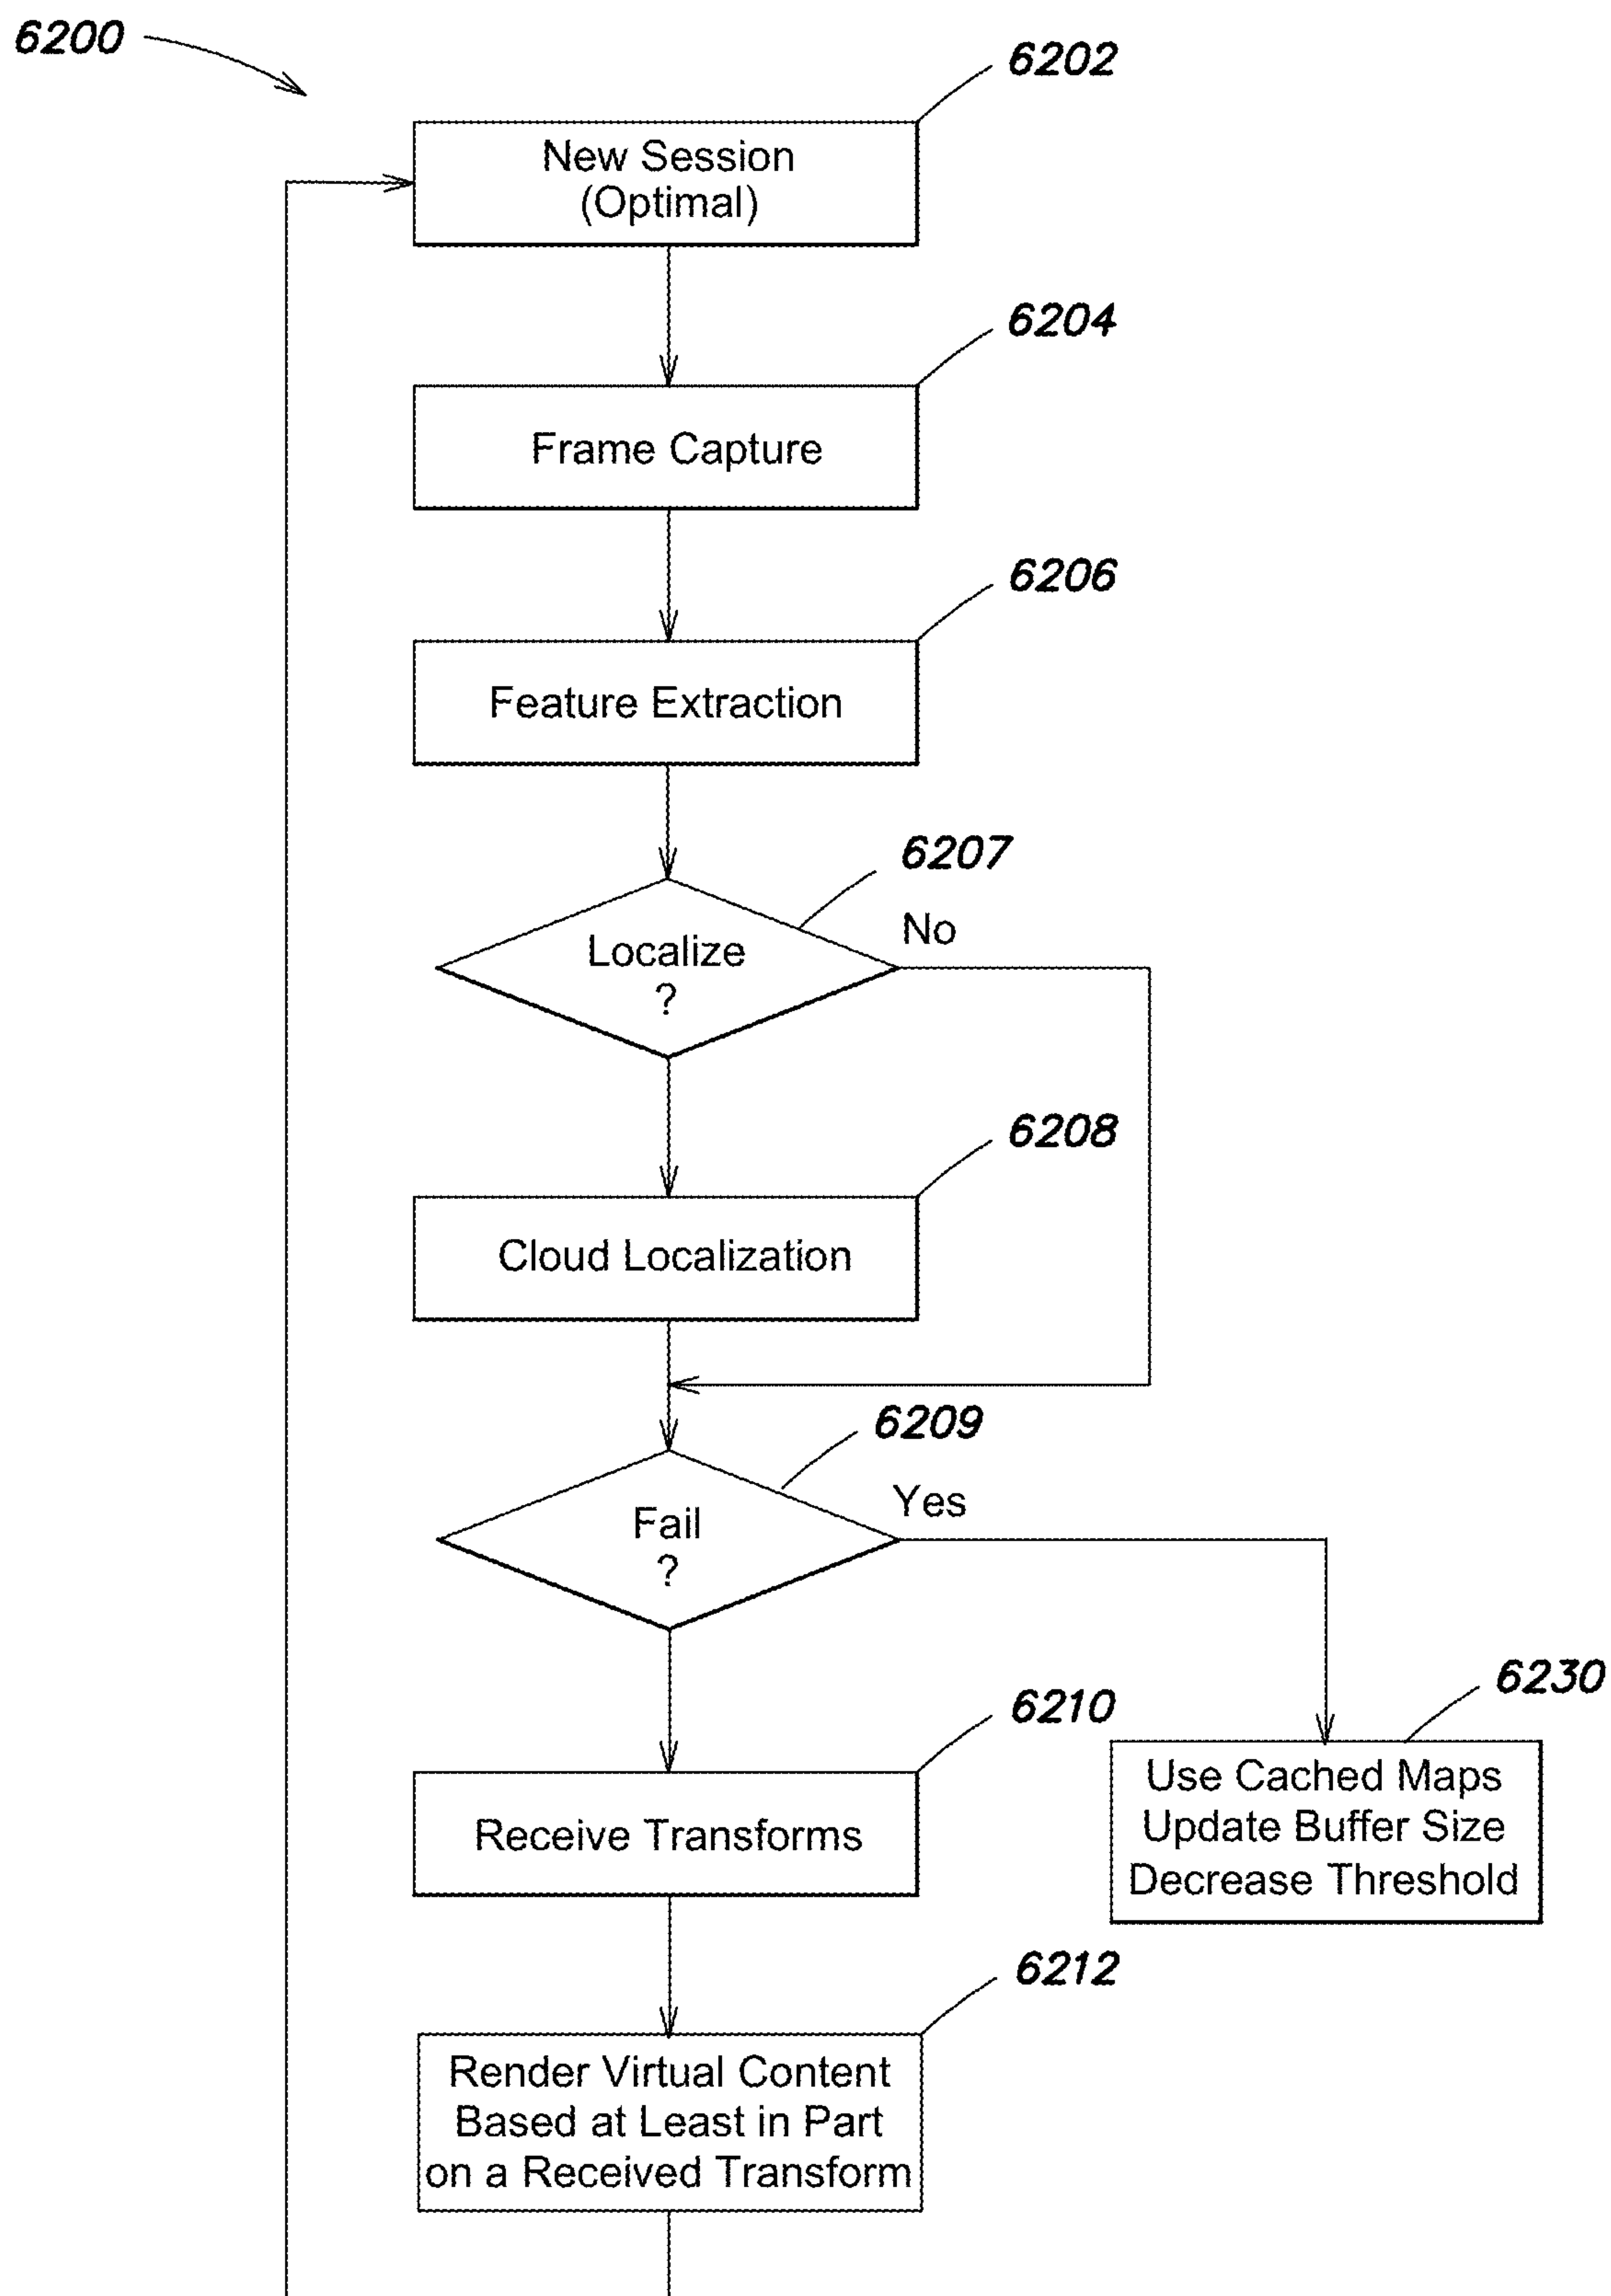 6200
6202
New Session
(Optimal)
6204
Frame Capture
6206
Feature Extraction
6207
No
Localize
?
6208
Cloud Localization
6209
Yes
Fail
?
6210
Receive Transforms
6230
Use Cached Maps
Update Buffer Size
Decrease Threshold
6212
Render Virtual Content
Based at Least in Part
on a Received Transform